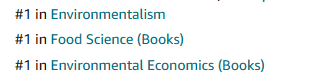 #1 in Environmentalism
#1 in Food Science (Books)
#1 in Environmental Economics (Books)